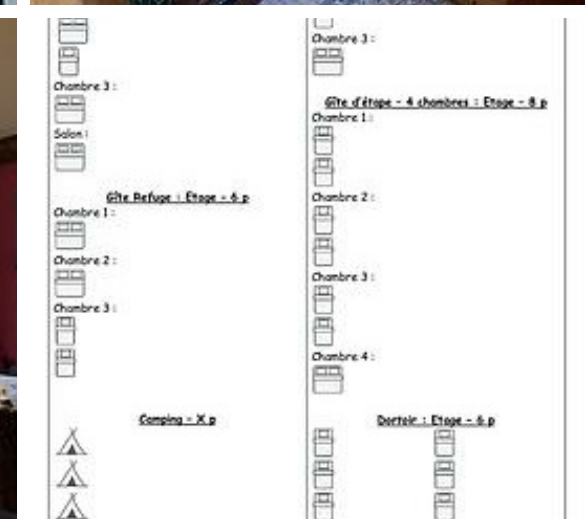 Chambre 3 :
Salon :
Gîte Refuge : Etage - 6 p
Chambre 1 :
Chambre 2 :
Chambre 3 :
Camping - X p
Chambre 3 :
Gîte d'étape - 4 chambres : Etage - 8 p
Chambre 1 :
Chambre 2 :
Chambre 3 :
Chambre 4 :
Dortoir : Etage - 6 p